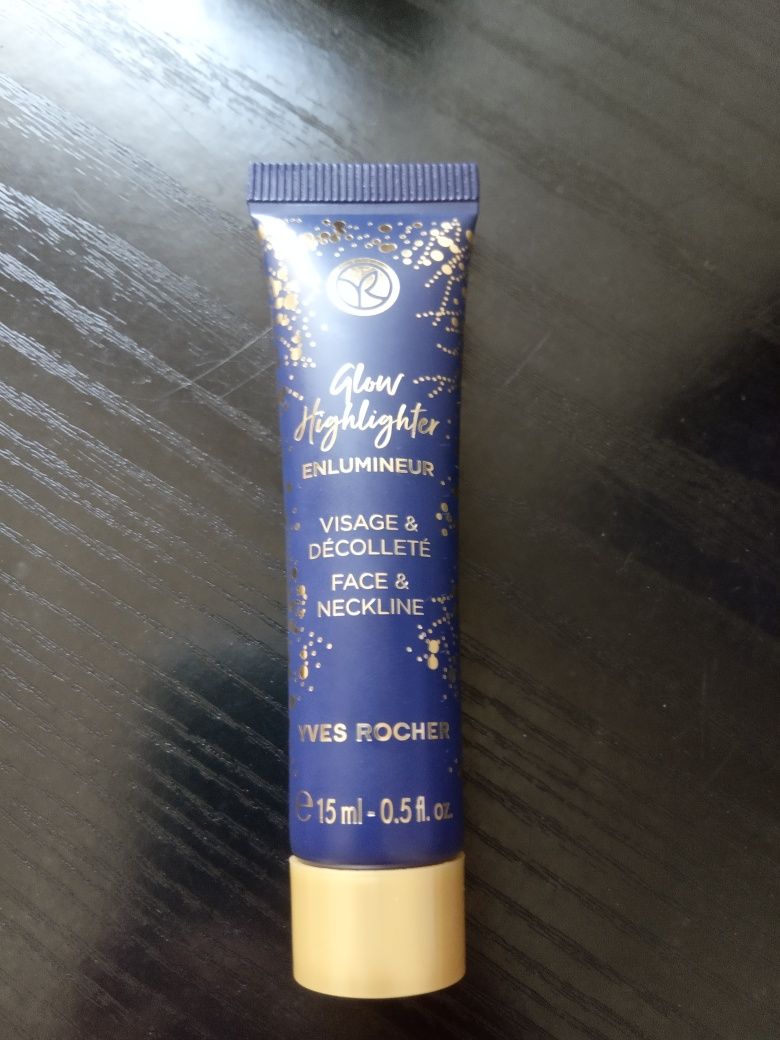 Glow
Highlighter
ENLUMINEUR
VISAGE &
DÉCOLLETÉ
FACE &
NECKLINE
YVES ROCHER
e 15 ml - 0.5 fl. oz.